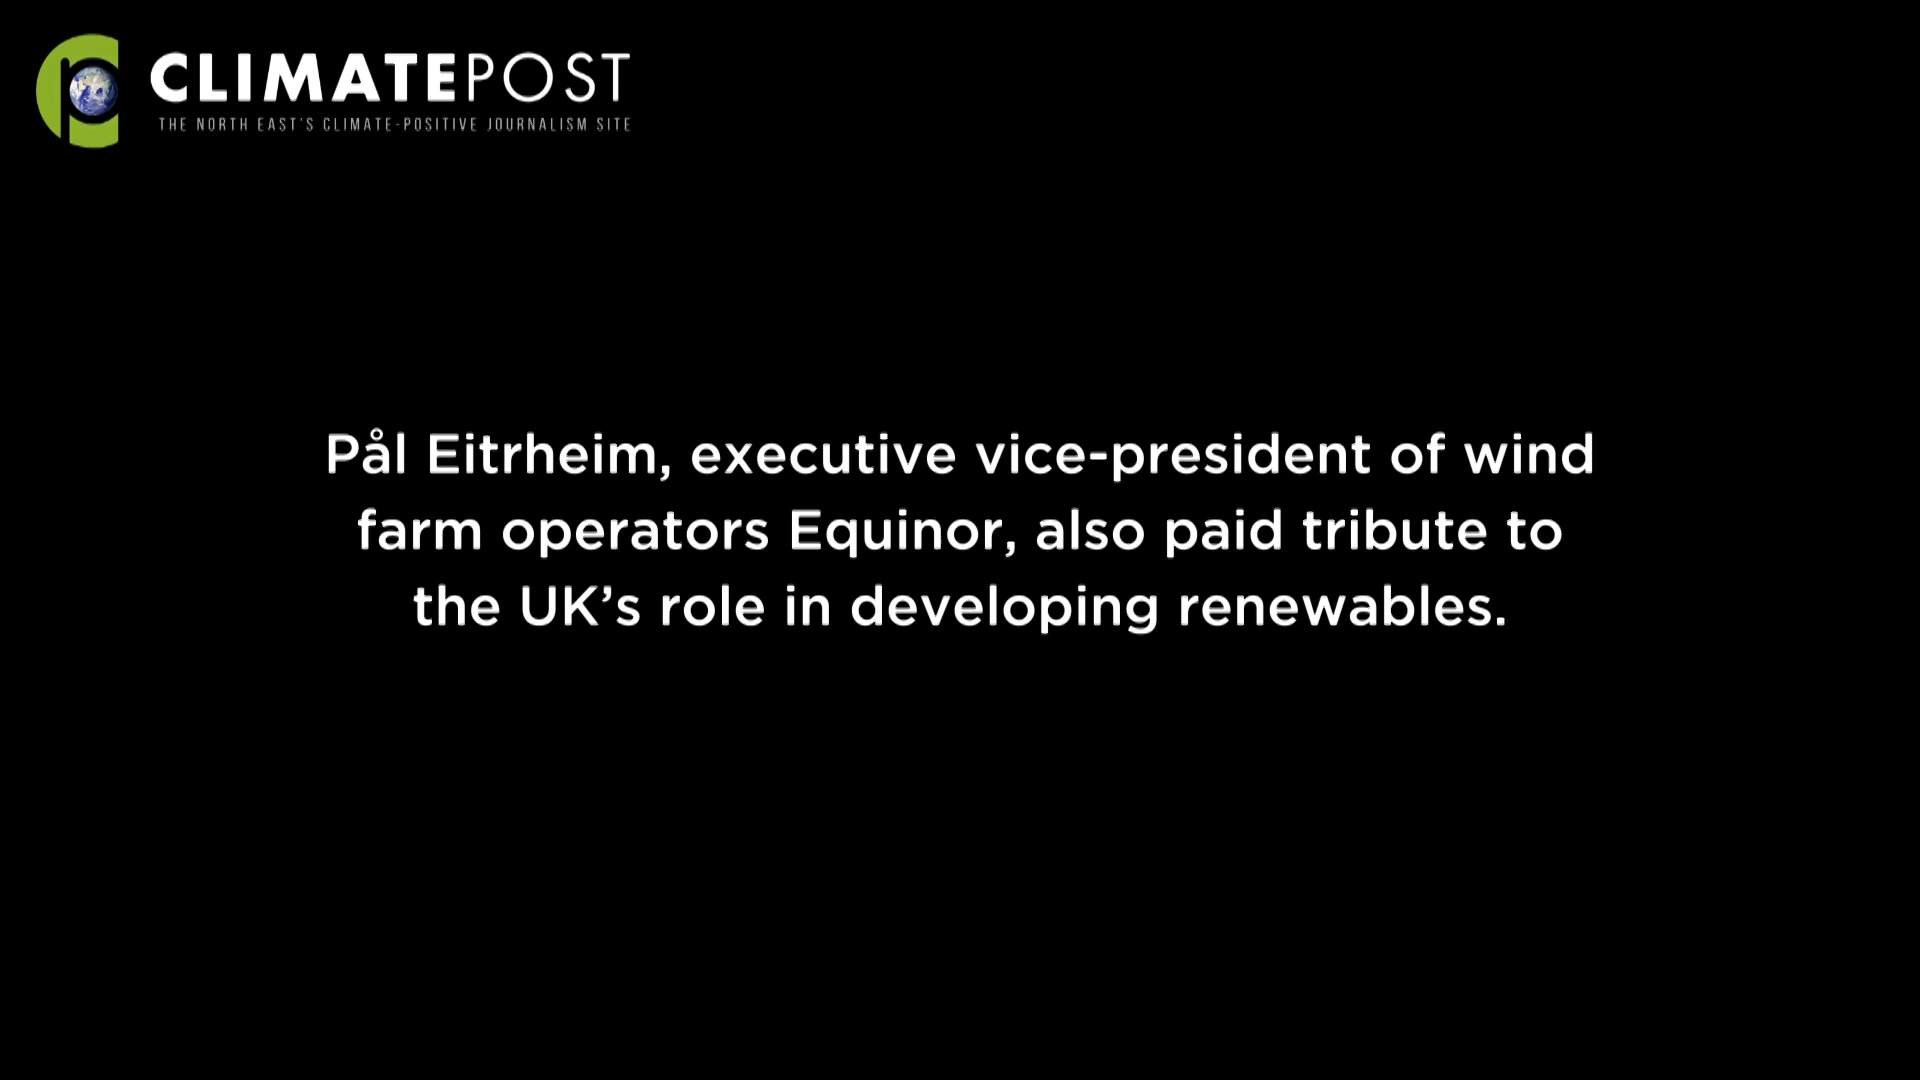 CLIMATEPOST
THE NORTH EAST'S CLIMATE-POSITIVE JOURNALISM SITE
Pål Eitrheim, executive vice-president of wind
farm operators Equinor, also paid tribute to
the UK’s role in developing renewables.